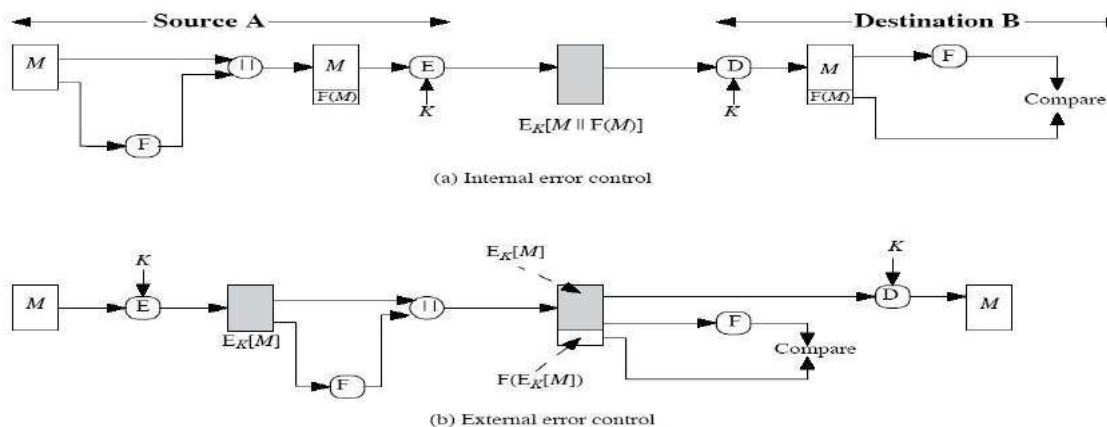 Source A
Destination B
M
||
M
F(M)
E
K
D
K
M
F(M)
F
Compare
F
E_K[M || F(M)]
(a) Internal error control
K
M
E
E_K[M]
||
F
E_K[M]
F(E_K[M])
F
Compare
K
D
M
(b) External error control